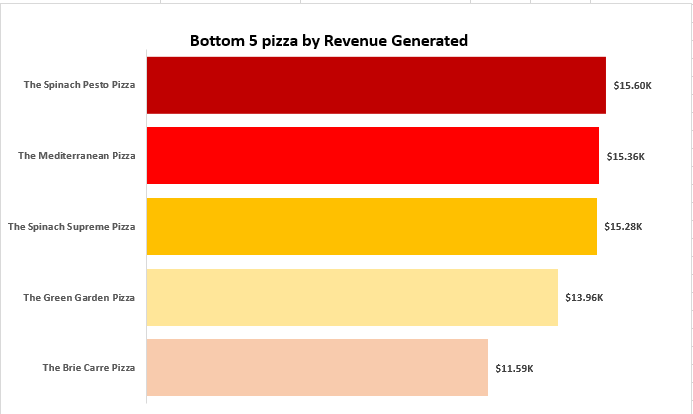 Bottom 5 pizza by Revenue Generated
The Spinach Pesto Pizza $15.60K
The Mediterranean Pizza $15.36K
The Spinach Supreme Pizza $15.28K
The Green Garden Pizza $13.96K
The Brie Carre Pizza $11.59K